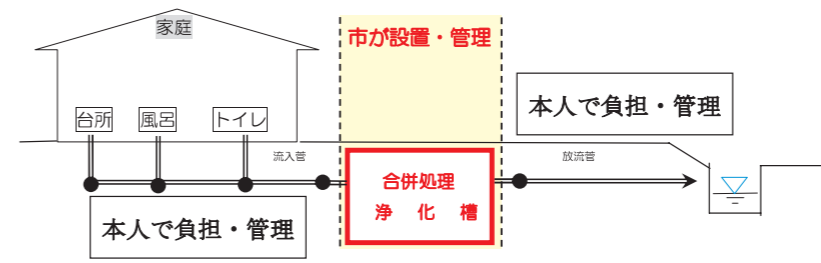 家庭
市が設置・管理
本人で負担・管理
台所
風呂
トイレ
流入管
放流管
合併処理
浄化槽
本人で負担・管理